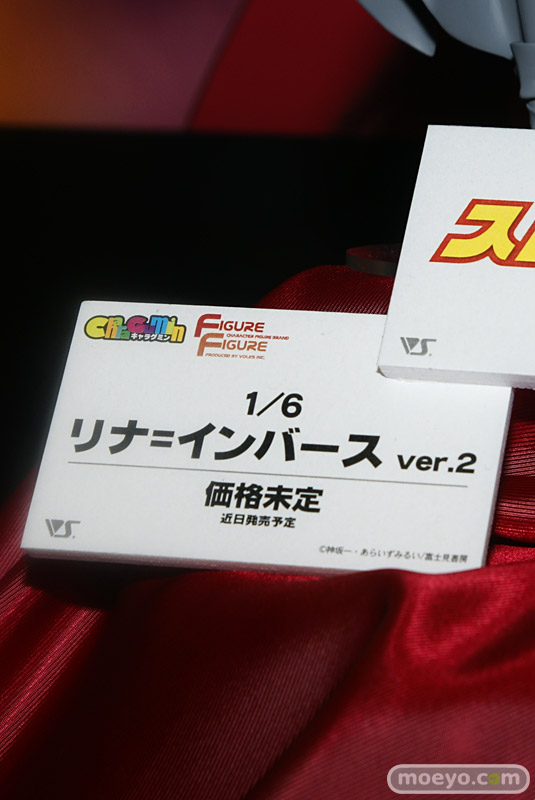 ス
VS.
CharaGumin
キャラグミン
FIGURE
CHARACTER FIGURE BRAND
FIGURE
PRODUCED BY VOLKS INC.
1/6
リナ=インバース ver.2
価格未定
近日発売予定
VS.
©神坂一・あらいずみるい/富士見書房
moeyo.com